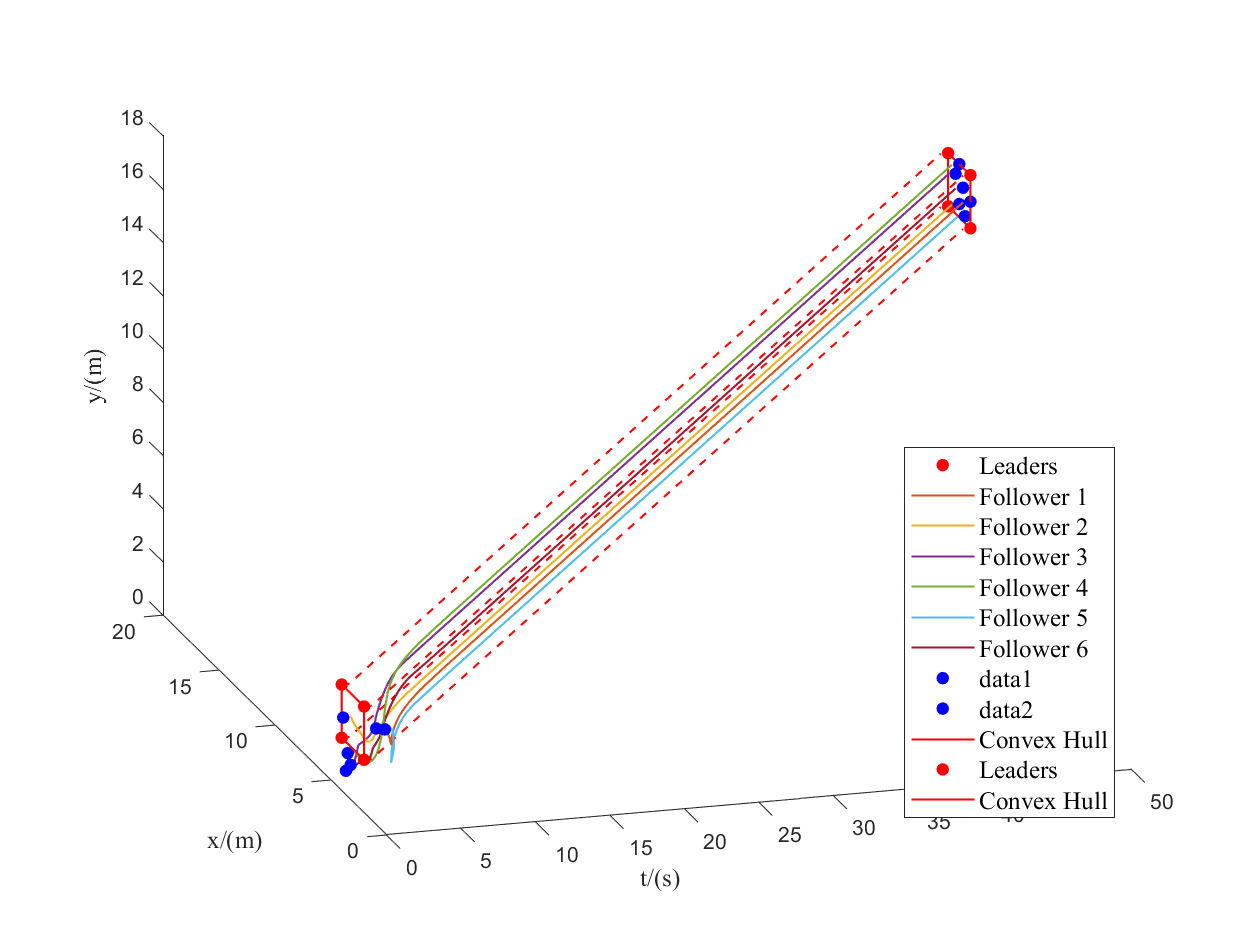 18
16
14
12
10
8
6
4
2
0
y/(m)
20
15
10
5
0
x/(m)
0
5
10
15
20
25
30
35
40
50
t/(s)
Leaders
Follower 1
Follower 2
Follower 3
Follower 4
Follower 5
Follower 6
data1
data2
Convex Hull
Leaders
Convex Hull